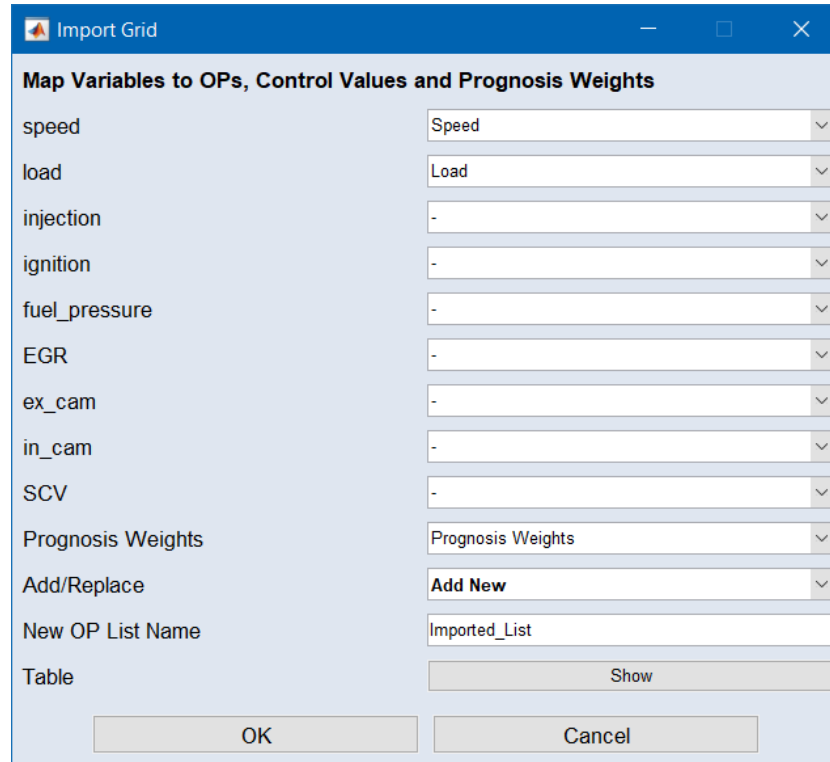 Import Grid
Map Variables to OPs, Control Values and Prognosis Weights
speed Speed
load Load
injection -
ignition -
fuel_pressure -
EGR -
ex_cam -
in_cam -
SCV -
Prognosis Weights Prognosis Weights
Add/Replace Add New
New OP List Name Imported_List
Table Show
OK Cancel